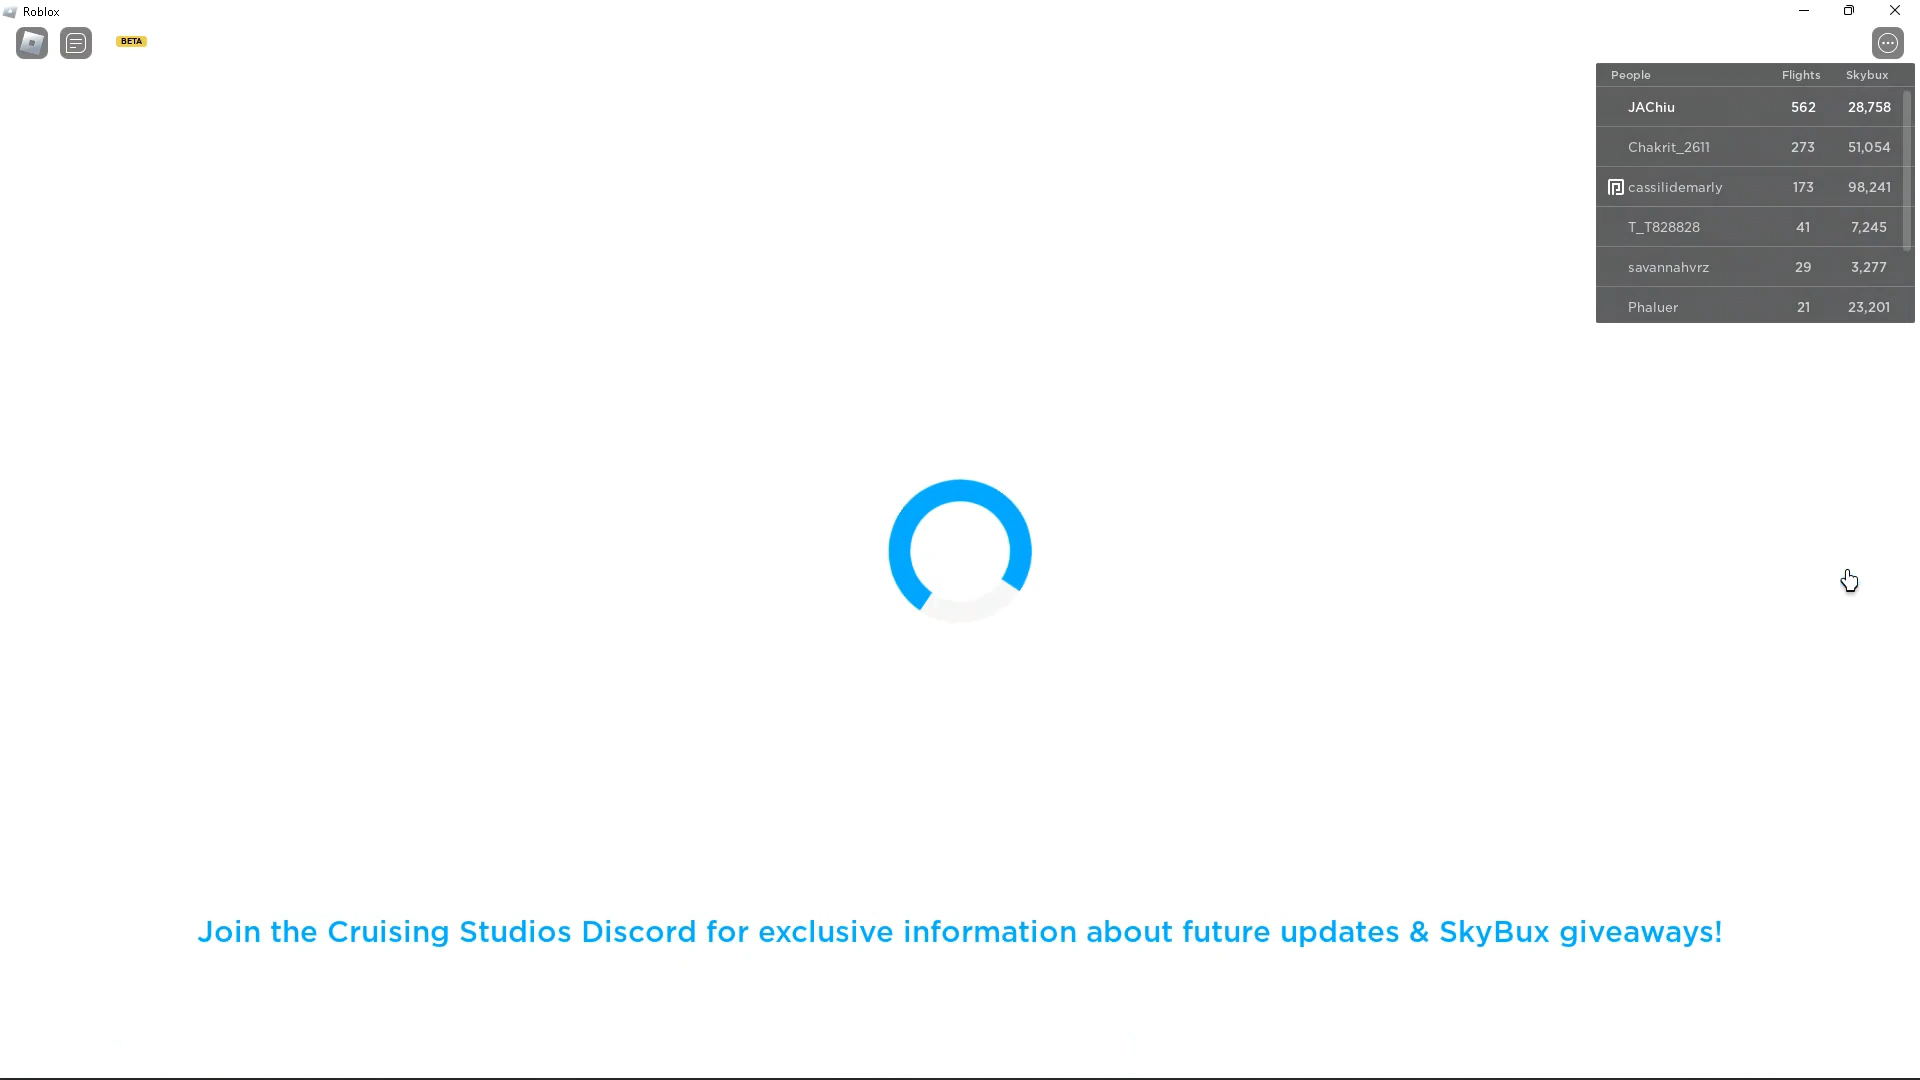 Roblox
BETA
People Flights Skybux
JAChiu 562 28,758
Chakrit_2611 273 51,054
cassilidemarly 173 98,241
T_T828828 41 7,245
savannahvrz 29 3,277
Phaluer 21 23,201
Join the Cruising Studios Discord for exclusive information about future updates & SkyBux giveaways!